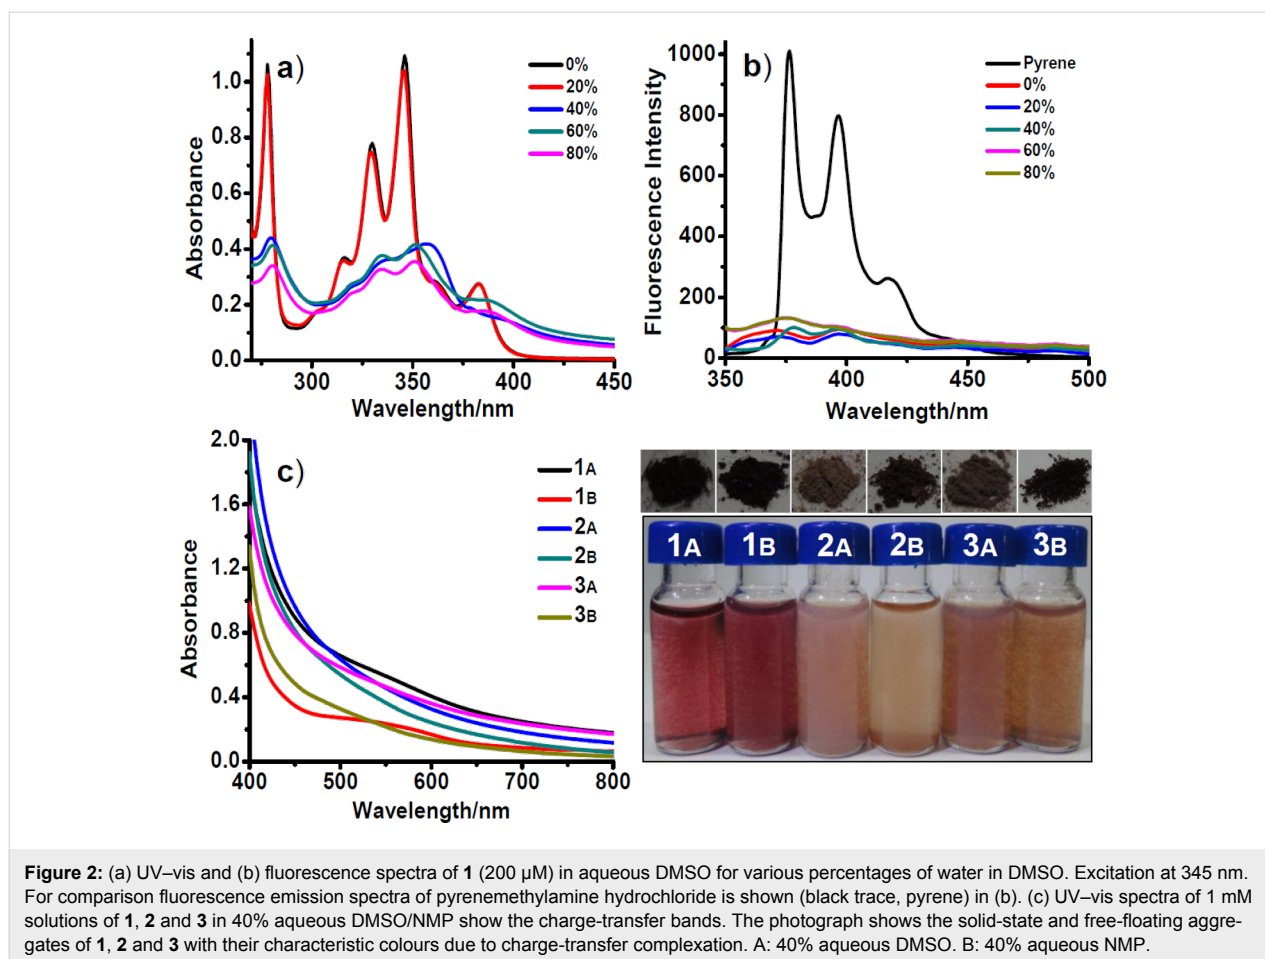 a)
0%
20%
40%
60%
80%
1.0
0.8
0.6
0.4
0.2
0.0
300 350 400 450
Absorbance
Wavelength/nm
b)
Pyrene
0%
20%
40%
60%
80%
1000
800
600
400
200
0
350 400 450 500
Fluorescence Intensity
Wavelength/nm
c)
1A
1B
2A
2B
3A
3B
2.0
1.6
1.2
0.8
0.4
0.0
400 500 600 700 800
Absorbance
Wavelength/nm
1A 1B 2A 2B 3A 3B
Figure 2: (a) UV–vis and (b) fluorescence spectra of 1 (200 µM) in aqueous DMSO for various percentages of water in DMSO. Excitation at 345 nm.
For comparison fluorescence emission spectra of pyrenemethylamine hydrochloride is shown (black trace, pyrene) in (b). (c) UV–vis spectra of 1 mM
solutions of 1, 2 and 3 in 40% aqueous DMSO/NMP show the charge-transfer bands. The photograph shows the solid-state and free-floating aggre-
gates of 1, 2 and 3 with their characteristic colours due to charge-transfer complexation. A: 40% aqueous DMSO. B: 40% aqueous NMP.